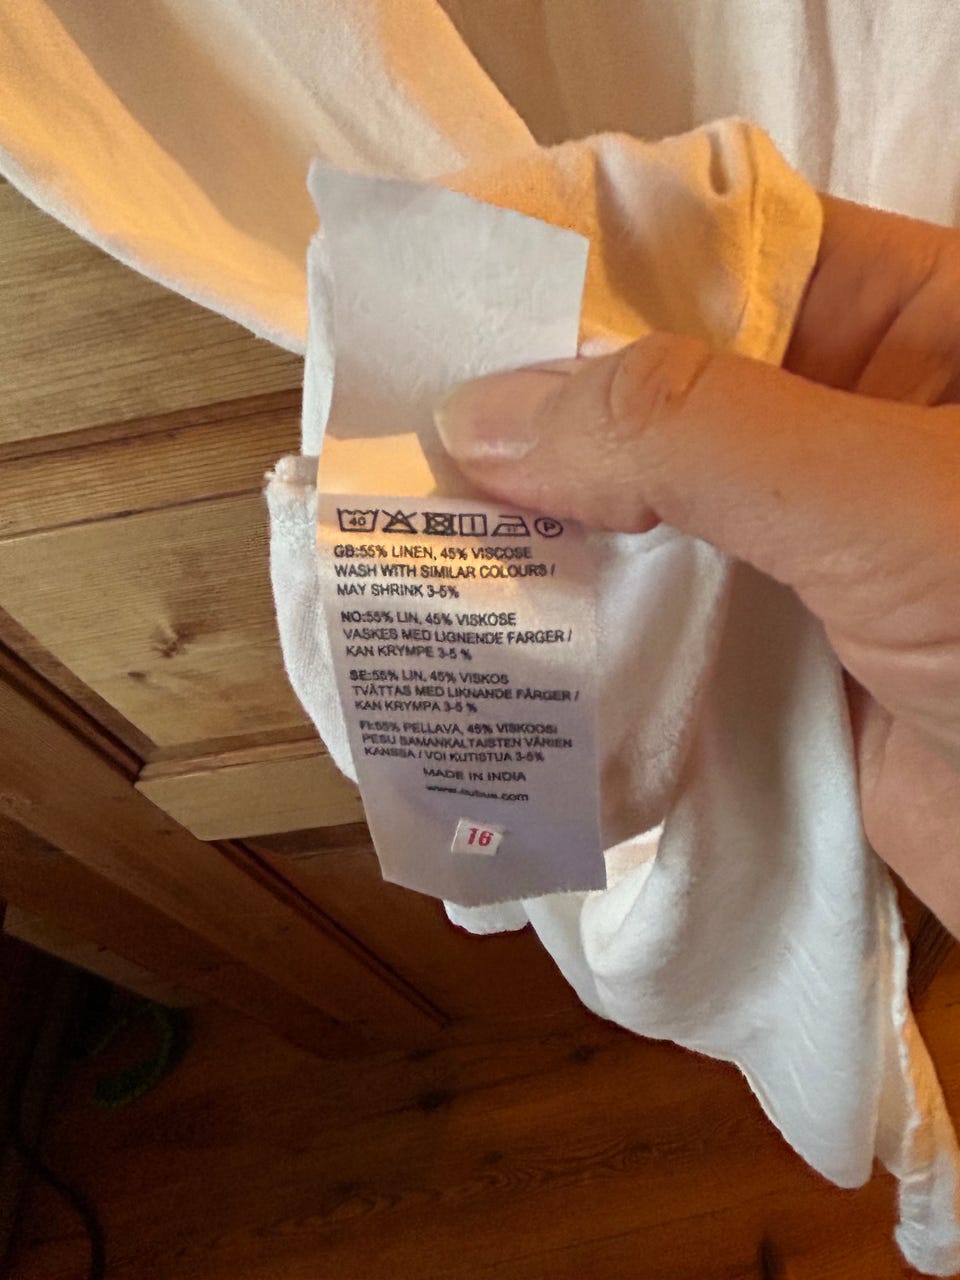 40 P
GB:55% LINEN, 45% VISCOSE
WASH WITH SIMILAR COLOURS /
MAY SHRINK 3-5%
NO:55% LIN, 45% VISKOSE
VASKES MED LIGNENDE FARGER /
KAN KRYMPE 3-5 %
SE:55% LIN, 45% VISKOS
TVÄTTAS MED LIKNANDE FÄRGER /
KAN KRYMPA 3-5 %
FI:55% PELLAVA, 45% VISKOOSI
PESU SAMANKALTAISTEN VÄRIEN
KANSSA / VOI KUTISTUA 3-5%
MADE IN INDIA
16